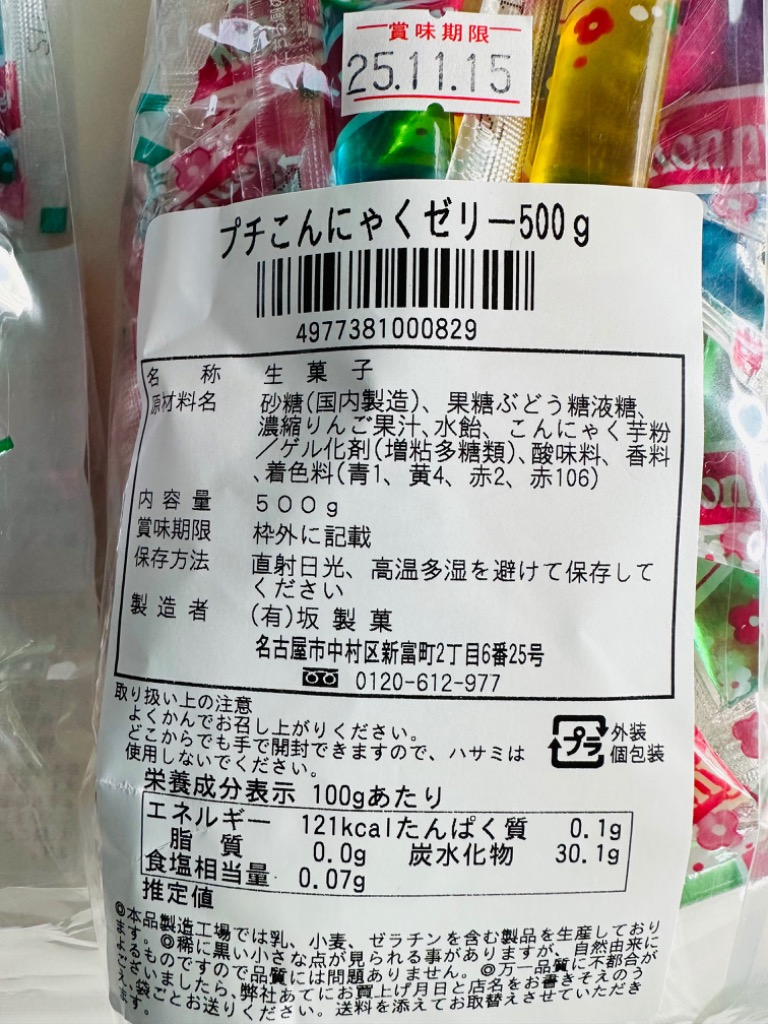 賞味期限
25.11.15
プチこんにゃくゼリー500g
4977381000829
名称 生菓子
原材料名 砂糖(国内製造)、果糖ぶどう糖液糖、
濃縮りんご果汁、水飴、こんにゃく芋粉
/ゲル化剤(増粘多糖類)、酸味料、香料
、着色料(青1、黄4、赤2、赤106)
内容量 500g
賞味期限 枠外に記載
保存方法 直射日光、高温多湿を避けて保存して
ください
製造者 (有)坂製菓
名古屋市中村区新富町2丁目6番25号
0120-612-977
取り扱い上の注意
よくかんでお召し上がりください。
どこからでも手で開封できますので、ハサミは
使用しないでください。
プラ 外装
個包装
栄養成分表示 100gあたり
エネルギー 121kcal たんぱく質 0.1g
脂質 0.0g 炭水化物 30.1g
食塩相当量 0.07g
推定値
◎本品製造工場では乳、小麦、ゼラチンを含む製品を生産しており
ます。◎稀に黒い小さな点が見られる事がありますが、自然由来に
よるものですので品質には問題ありません。◎万一品質に不都合が
ございましたら、弊社あてにお買上げ月日と店名をお書きそえのう
え、袋ごとお送りください。送料を添えてお取替えさせていただき
ます。